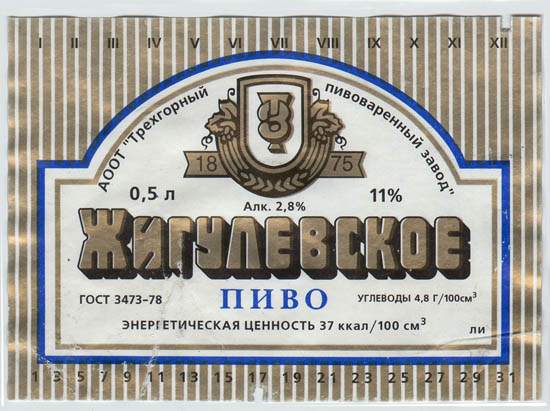 I II III IV V VI VII VIII IX X XI XII
АООТ "Трехгорный пивоваренный завод"
18 75
0,5 л Алк. 2,8% 11%
ЖИГУЛЕВСКОЕ
ГОСТ 3473–78 ПИВО УГЛЕВОДЫ 4,8 Г/100см³
ЭНЕРГЕТИЧЕСКАЯ ЦЕННОСТЬ 37 ккал/100 см³ ЛИ
1 3 5 7 9 11 13 15 17 19 21 23 25 27 29 31